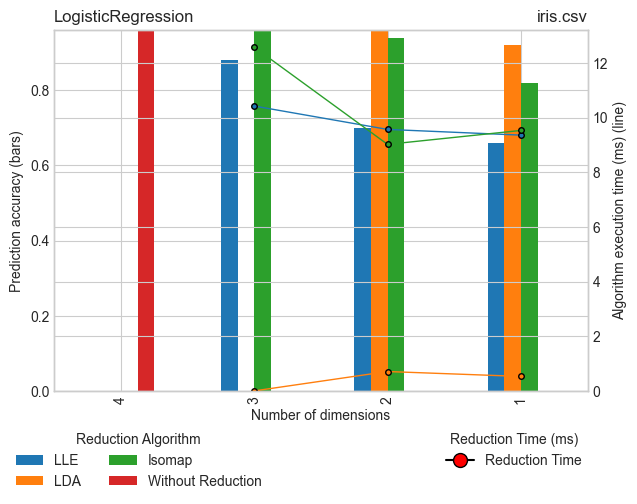 LogisticRegression
iris.csv
Prediction accuracy (bars)
0.8
0.6
0.4
0.2
0.0
12
10
8
6
4
2
0
Algorithm execution time (ms) (line)
4
3
2
1
Number of dimensions
Reduction Algorithm
LLE
LDA
Isomap
Without Reduction
Reduction Time (ms)
Reduction Time